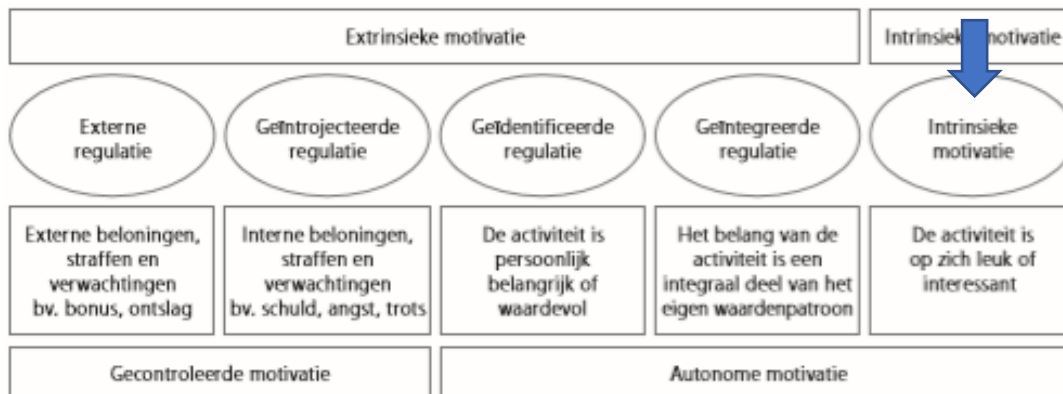 Extrinsieke motivatie
Intrinsieke motivatie
Externe
regulatie
Geïntrojecteerde
regulatie
Geïdentificeerde
regulatie
Geïntegreerde
regulatie
Intrinsieke
motivatie
Externe beloningen,
straffen en
verwachtingen
bv. bonus, ontslag
Interne beloningen,
straffen en
verwachtingen
bv. schuld, angst, trots
De activiteit is
persoonlijk
belangrijk of
waardevol
Het belang van de
activiteit is een
integraal deel van het
eigen waardenpatroon
De activiteit is
op zich leuk of
interessant
Gecontroleerde motivatie
Autonome motivatie